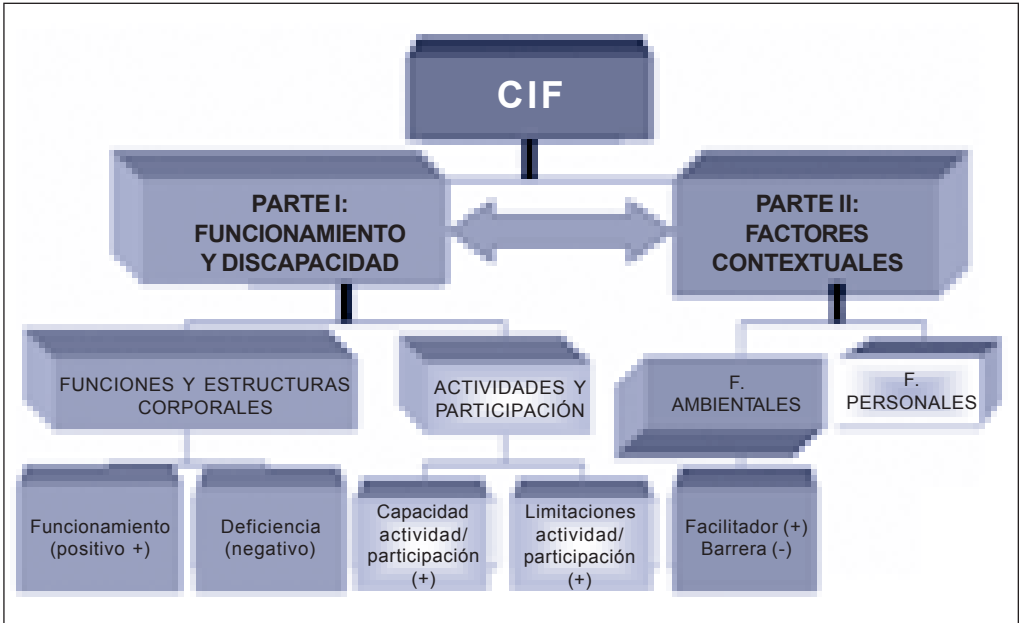 CIF
PARTE I:
FUNCIONAMIENTO
Y DISCAPACIDAD
PARTE II:
FACTORES
CONTEXTUALES
FUNCIONES Y ESTRUCTURAS
CORPORALES
ACTIVIDADES Y
PARTICIPACIÓN
F.
AMBIENTALES
F.
PERSONALES
Funcionamiento
(positivo +)
Deficiencia
(negativo)
Capacidad
actividad/
participación
(+)
Limitaciones
actividad/
participación
(+)
Facilitador (+)
Barrera (-)